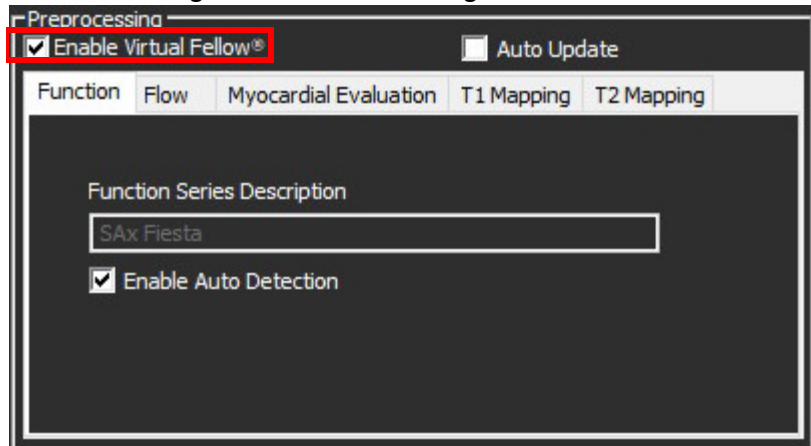 Preprocessing
Enable Virtual Fellow® Auto Update
Function Flow Myocardial Evaluation T1 Mapping T2 Mapping
Function Series Description
SAx Fiesta
Enable Auto Detection